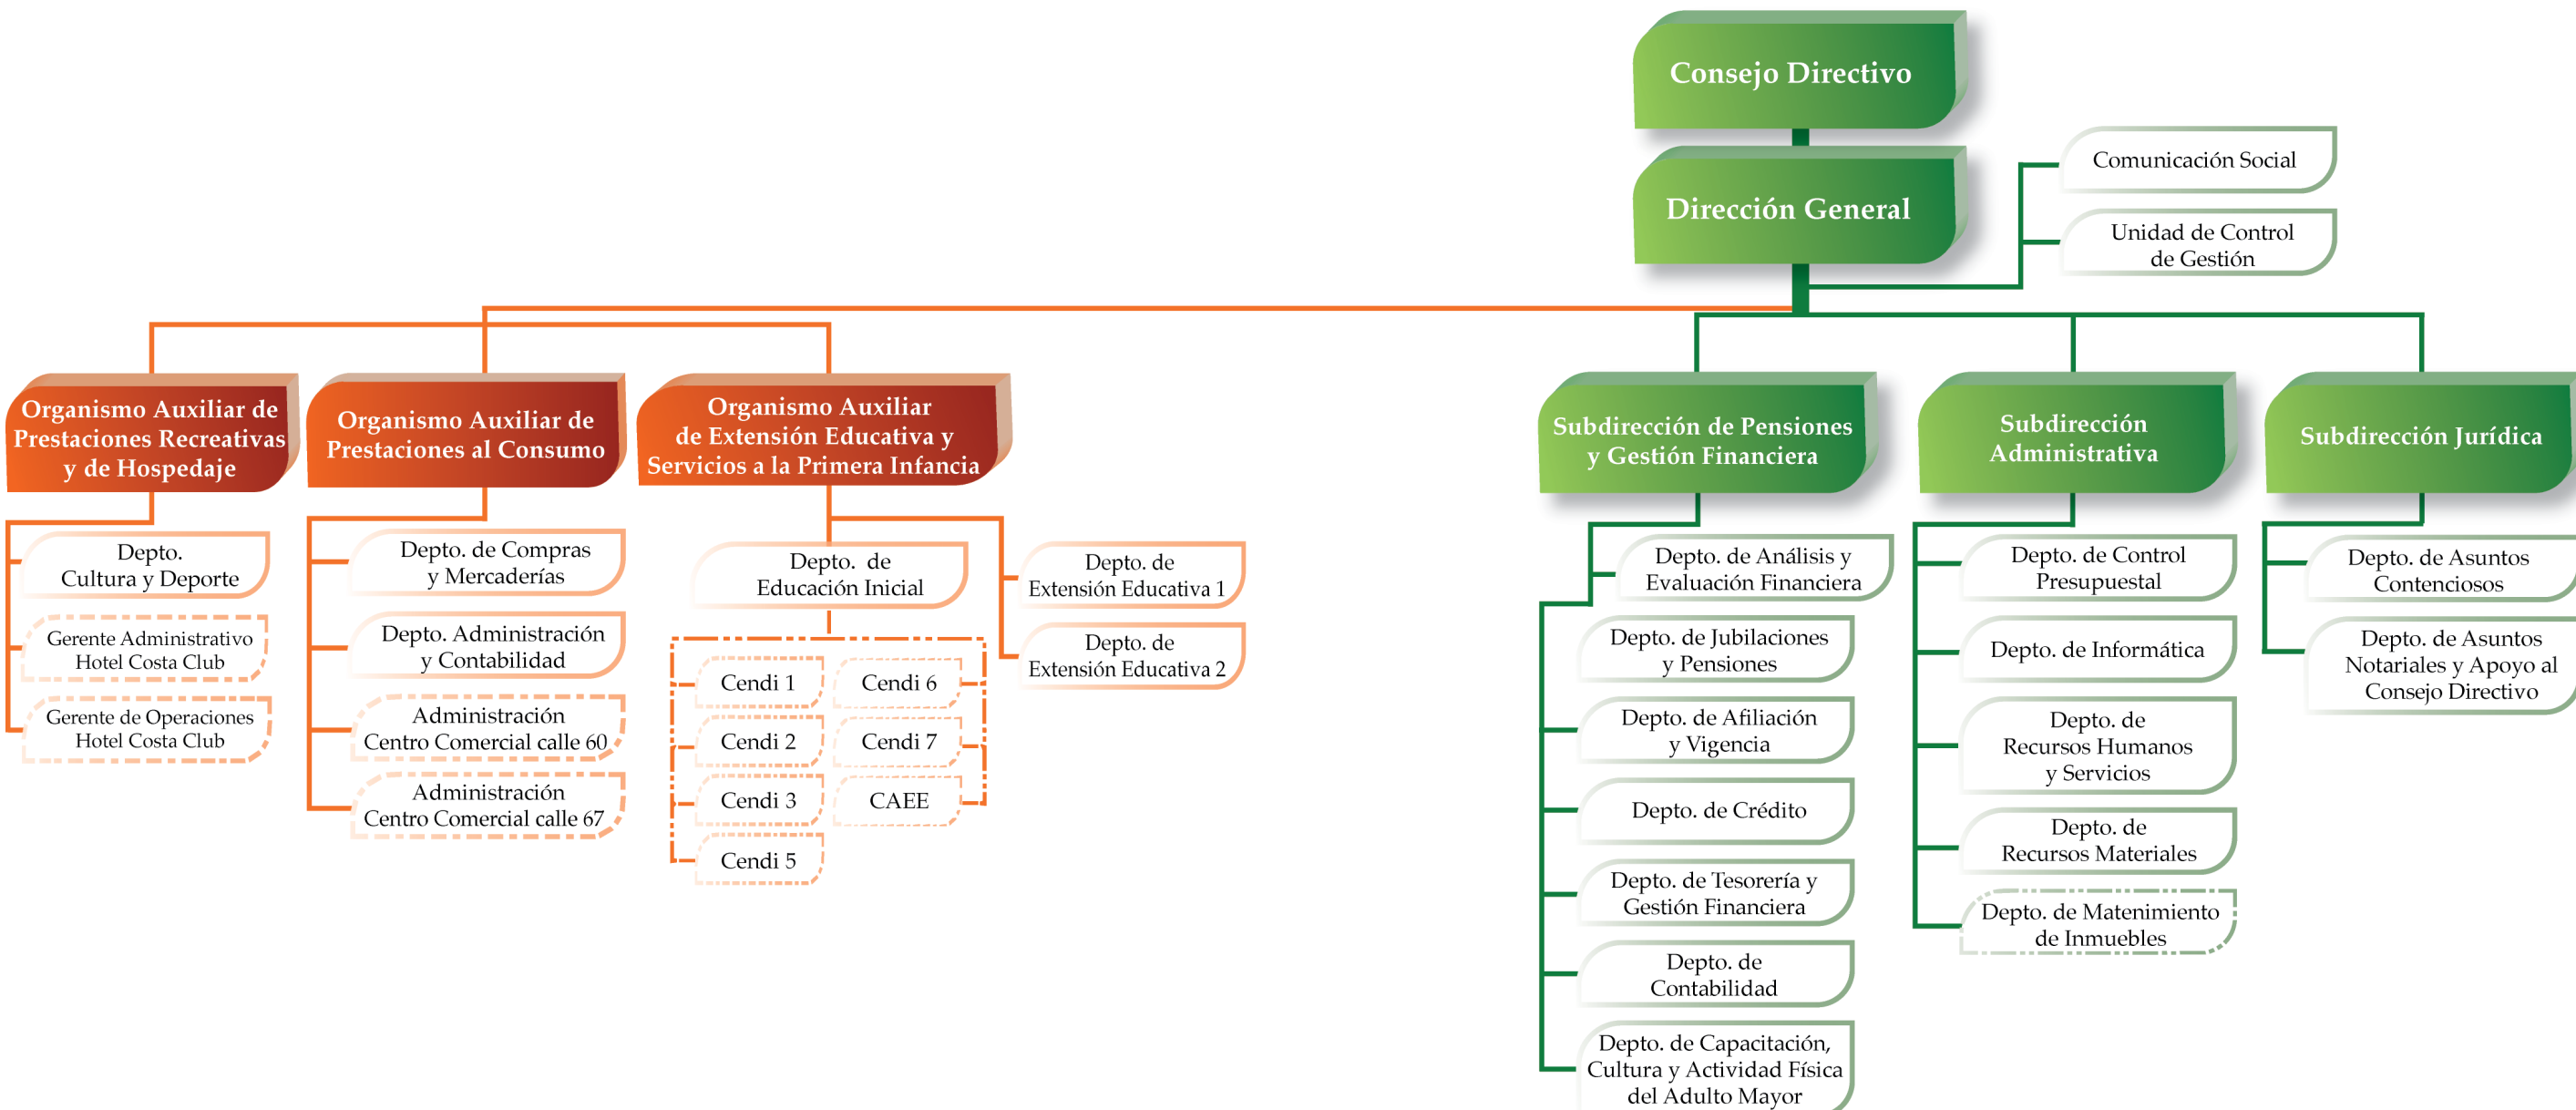 Consejo Directivo
Dirección General
Comunicación Social
Unidad de Control
de Gestión
Organismo Auxiliar de
Prestaciones Recreativas
y de Hospedaje
Depto.
Cultura y Deporte
Gerente Administrativo
Hotel Costa Club
Gerente de Operaciones
Hotel Costa Club
Organismo Auxiliar de
Prestaciones al Consumo
Depto. de Compras
y Mercaderías
Depto. Administración
y Contabilidad
Administración
Centro Comercial calle 60
Administración
Centro Comercial calle 67
Organismo Auxiliar
de Extensión Educativa y
Servicios a la Primera Infancia
Depto. de
Educación Inicial
Cendi 1
Cendi 2
Cendi 3
Cendi 5
Cendi 6
Cendi 7
CAEE
Depto. de
Extensión Educativa 1
Depto. de
Extensión Educativa 2
Subdirección de Pensiones
y Gestión Financiera
Depto. de Análisis y
Evaluación Financiera
Depto. de Jubilaciones
y Pensiones
Depto. de Afiliación
y Vigencia
Depto. de Crédito
Depto. de Tesorería y
Gestión Financiera
Depto. de
Contabilidad
Depto. de Capacitación,
Cultura y Actividad Física
del Adulto Mayor
Subdirección
Administrativa
Depto. de Control
Presupuestal
Depto. de Informática
Depto. de
Recursos Humanos
y Servicios
Depto. de
Recursos Materiales
Depto. de Matenimiento
de Inmuebles
Subdirección Jurídica
Depto. de Asuntos
Contenciosos
Depto. de Asuntos
Notariales y Apoyo al
Consejo Directivo